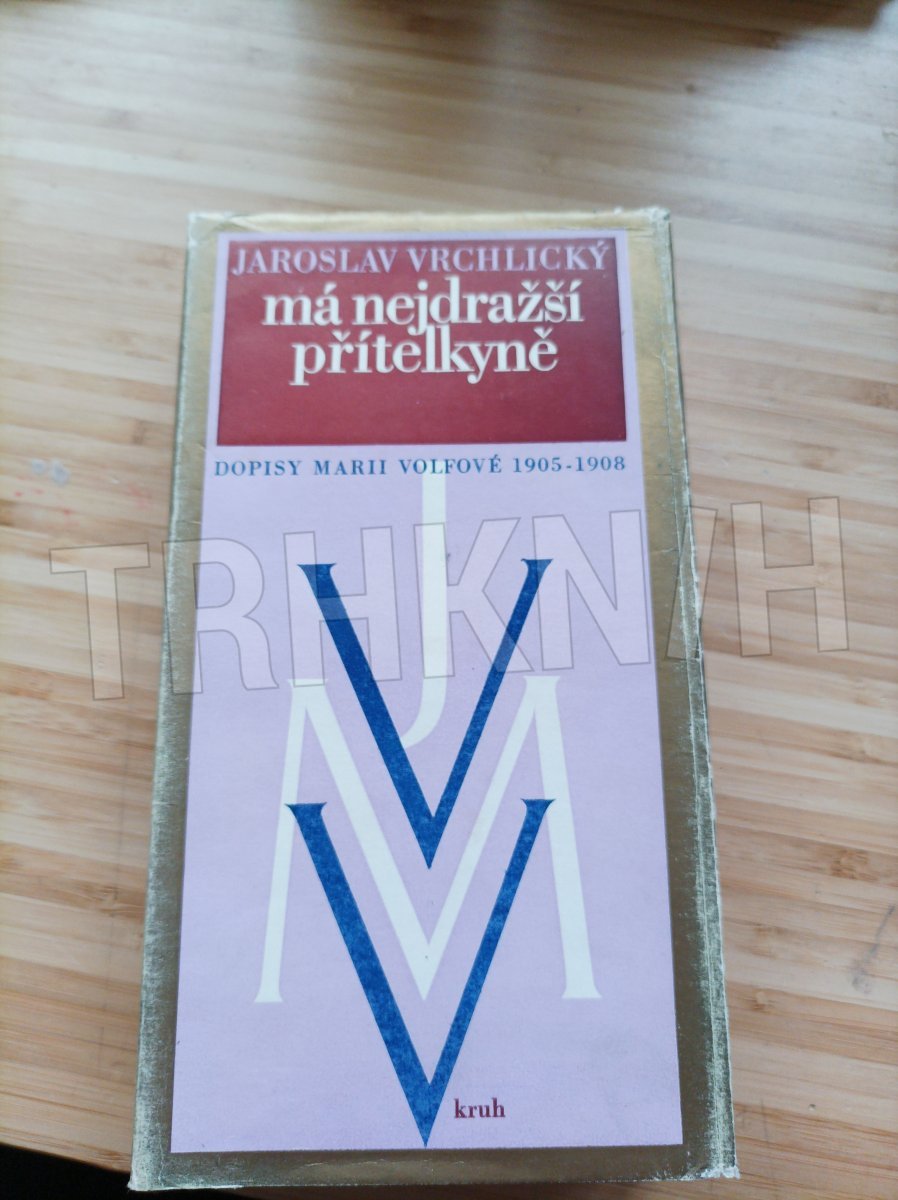 JAROSLAV VRCHLICKÝ
má nejdražší
přítelkyně
DOPISY MARII VOLFOVÉ 1905-1908
TRHKNIH
J
V
M
V
kruh